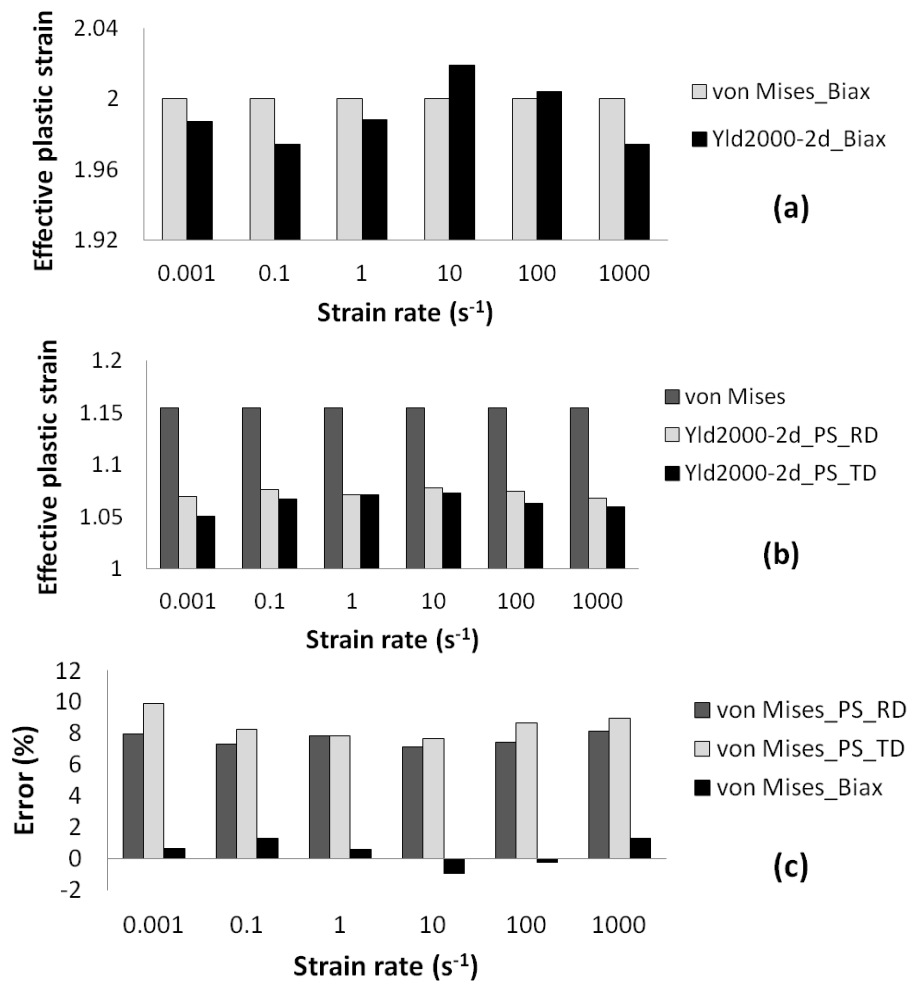 2.04
2
1.96
1.92
Effective plastic strain
0.001 0.1 1 10 100 1000
Strain rate (s-1)
von Mises_Biax
Yld2000-2d_Biax
(a)
1.2
1.15
1.1
1.05
1
Effective plastic strain
0.001 0.1 1 10 100 1000
Strain rate (s-1)
von Mises
Yld2000-2d_PS_RD
Yld2000-2d_PS_TD
(b)
12
10
8
6
4
2
0
-2
Error (%)
0.001 0.1 1 10 100 1000
Strain rate (s-1)
von Mises_PS_RD
von Mises_PS_TD
von Mises_Biax
(c)